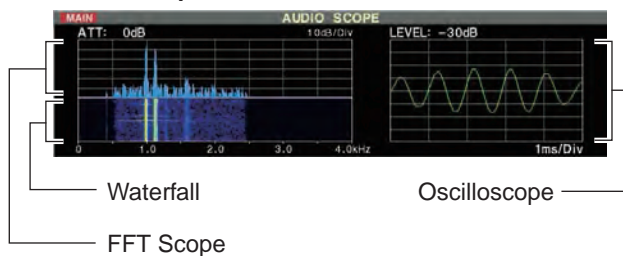 MAIN AUDIO SCOPE
ATT: 0dB 10dB/Div LEVEL: -30dB
0 1.0 2.0 3.0 4.0kHz 1ms/Div
Waterfall Oscilloscope
FFT Scope